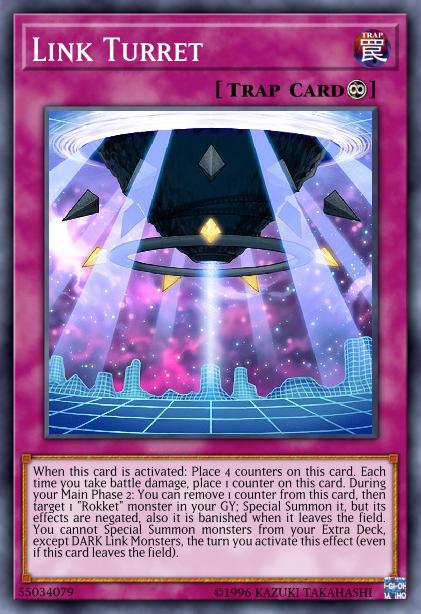 LINK TURRET
TRAP
罠
[TRAP CARD]
When this card is activated: Place 4 counters on this card. Each
time you take battle damage, place 1 counter on this card. During
your Main Phase 2: You can remove 1 counter from this card, then
target 1 "Rokket" monster in your GY; Special Summon it, but its
effects are negated, also it is banished when it leaves the field.
You cannot Special Summon monsters from your Extra Deck,
except DARK Link Monsters, the turn you activate this effect (even
if this card leaves the field).
55034079
©1996 KAZUKI TAKAHASHI